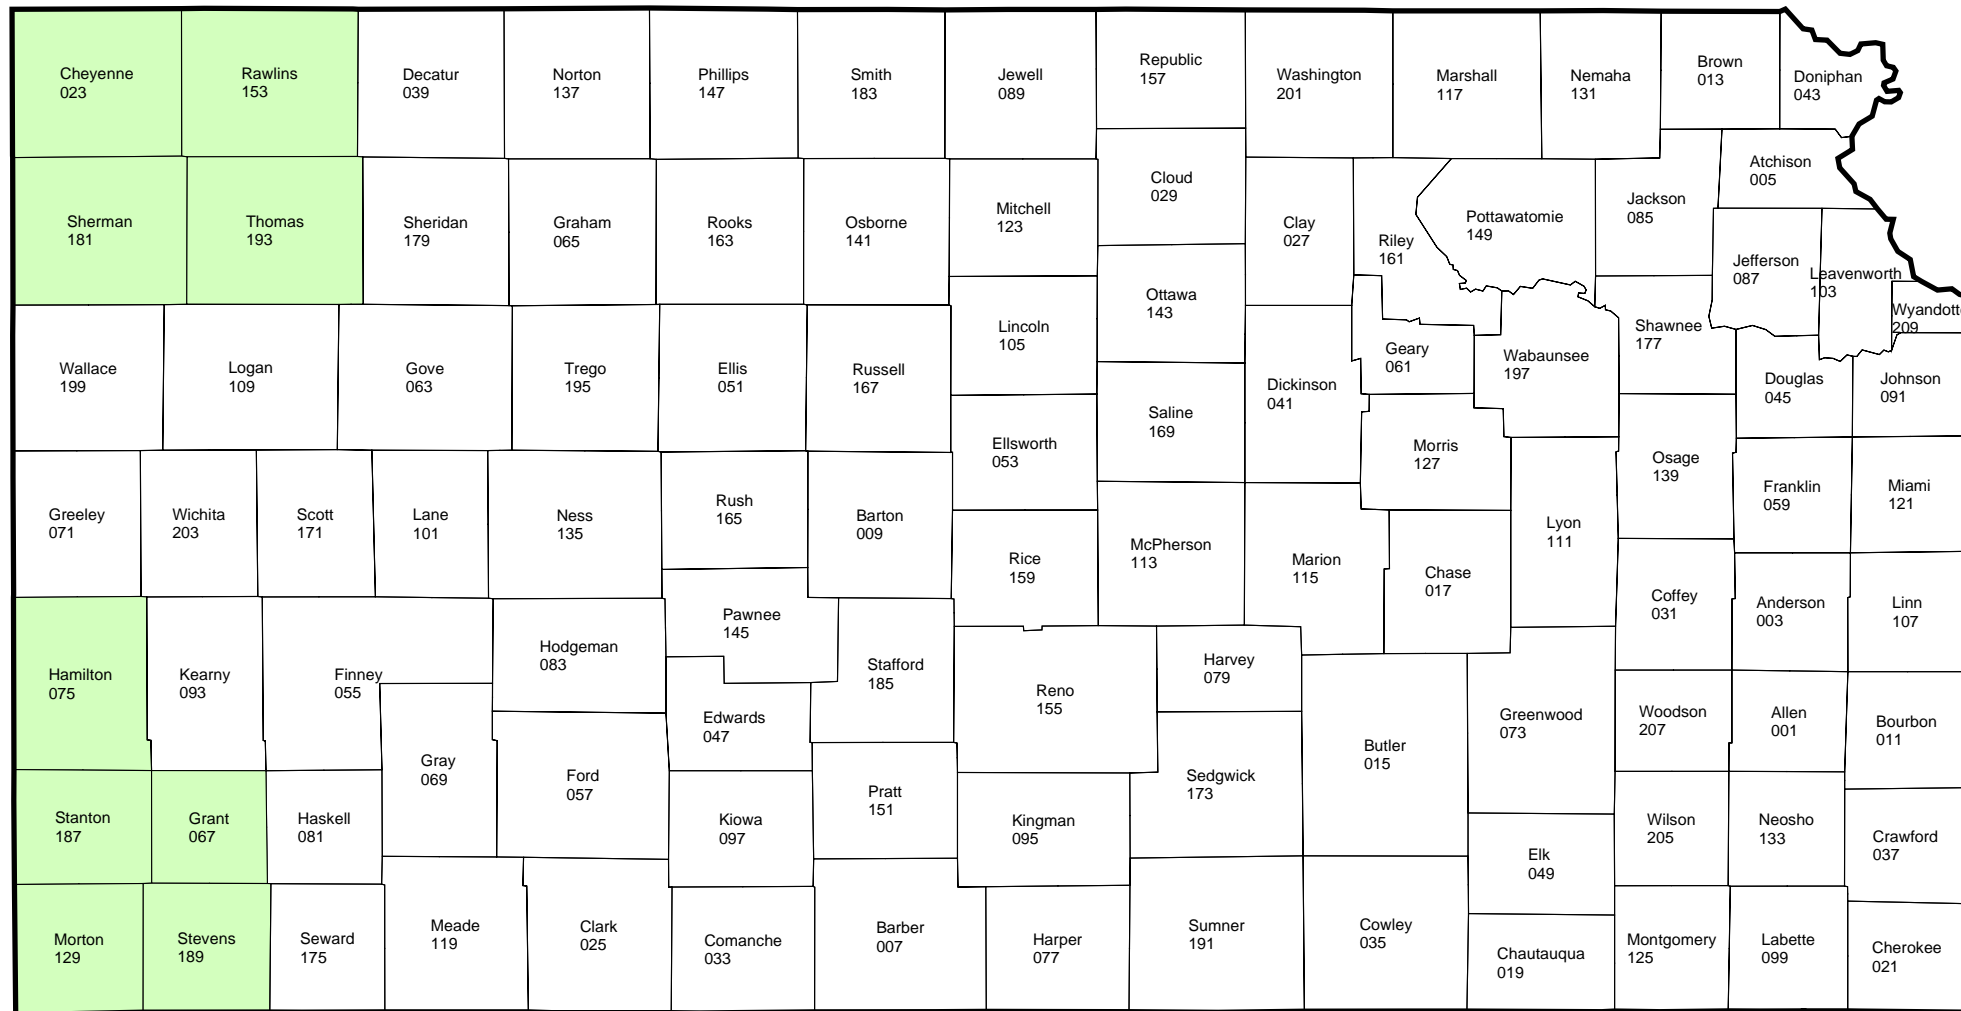 Cheyenne
023
Rawlins
153
Decatur
039
Norton
137
Phillips
147
Smith
183
Jewell
089
Republic
157
Washington
201
Marshall
117
Nemaha
131
Brown
013
Doniphan
043
Sherman
181
Thomas
193
Sheridan
179
Graham
065
Rooks
163
Osborne
141
Mitchell
123
Cloud
029
Clay
027
Riley
161
Pottawatomie
149
Jackson
085
Atchison
005
Jefferson
087
Leavenworth
103
Wyandott
209
Wallace
199
Logan
109
Gove
063
Trego
195
Ellis
051
Russell
167
Lincoln
105
Ottawa
143
Saline
169
Dickinson
041
Geary
061
Wabaunsee
197
Shawnee
177
Douglas
045
Johnson
091
Ellsworth
053
Morris
127
Osage
139
Franklin
059
Miami
121
Greeley
071
Wichita
203
Scott
171
Lane
101
Ness
135
Rush
165
Barton
009
Rice
159
McPherson
113
Marion
115
Chase
017
Lyon
111
Coffey
031
Anderson
003
Linn
107
Hamilton
075
Kearny
093
Finney
055
Hodgeman
083
Pawnee
145
Stafford
185
Edwards
047
Reno
155
Harvey
079
Greenwood
073
Woodson
207
Allen
001
Bourbon
011
Gray
069
Ford
057
Pratt
151
Sedgwick
173
Butler
015
Stanton
187
Grant
067
Haskell
081
Kiowa
097
Kingman
095
Elk
049
Wilson
205
Neosho
133
Crawford
037
Morton
129
Stevens
189
Seward
175
Meade
119
Clark
025
Comanche
033
Barber
007
Harper
077
Sumner
191
Cowley
035
Chautauqua
019
Montgomery
125
Labette
099
Cherokee
021